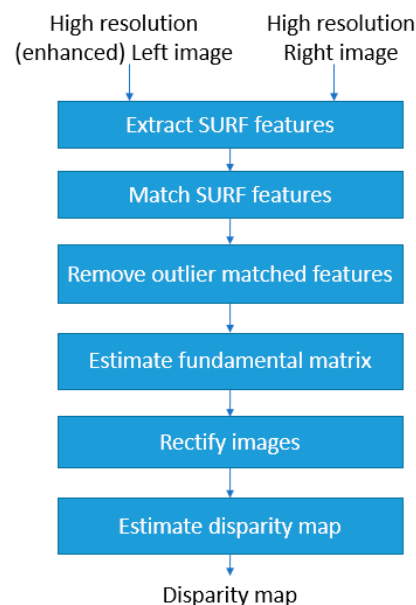 High resolution
(enhanced) Left image
High resolution
Right image
Extract SURF features
Match SURF features
Remove outlier matched features
Estimate fundamental matrix
Rectify images
Estimate disparity map
Disparity map